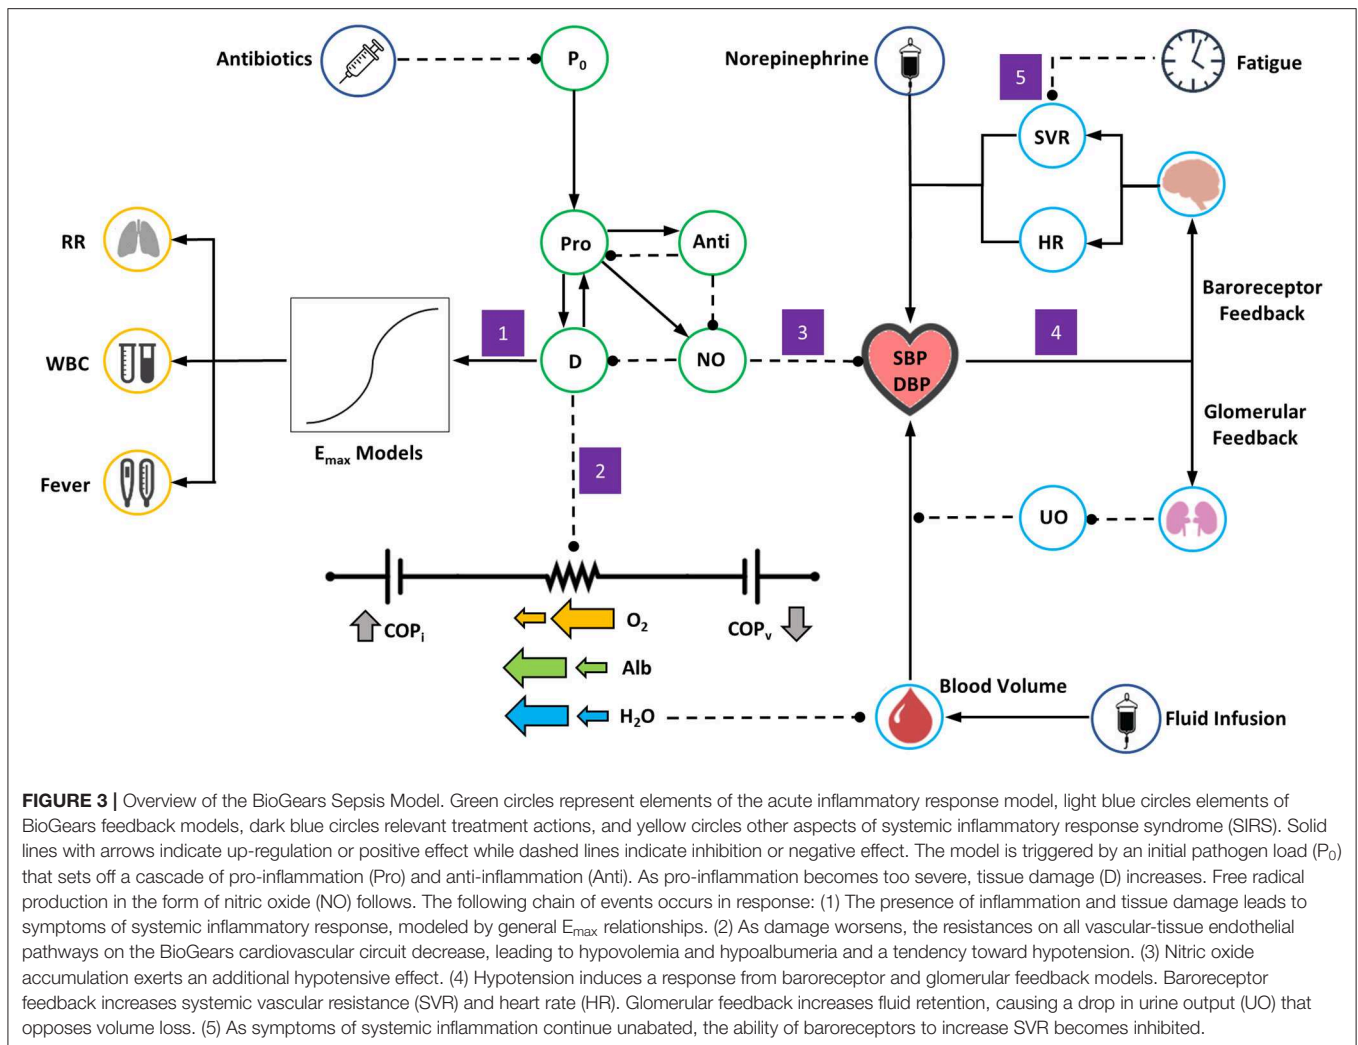 Antibiotics
P0
Norepinephrine
5
Fatigue
SVR
RR
Pro
Anti
HR
Baroreceptor
Feedback
1
3
4
WBC
D
NO
SBP
DBP
Glomerular
Feedback
Emax Models
2
Fever
UO
COPi
O2
COPv
Alb
H2O
Blood Volume
Fluid Infusion
FIGURE 3 | Overview of the BioGears Sepsis Model. Green circles represent elements of the acute inflammatory response model, light blue circles elements of
BioGears feedback models, dark blue circles relevant treatment actions, and yellow circles other aspects of systemic inflammatory response syndrome (SIRS). Solid
lines with arrows indicate up-regulation or positive effect while dashed lines indicate inhibition or negative effect. The model is triggered by an initial pathogen load (P0)
that sets off a cascade of pro-inflammation (Pro) and anti-inflammation (Anti). As pro-inflammation becomes too severe, tissue damage (D) increases. Free radical
production in the form of nitric oxide (NO) follows. The following chain of events occurs in response: (1) The presence of inflammation and tissue damage leads to
symptoms of systemic inflammatory response, modeled by general Emax relationships. (2) As damage worsens, the resistances on all vascular-tissue endothelial
pathways on the BioGears cardiovascular circuit decrease, leading to hypovolemia and hypoalbumeria and a tendency toward hypotension. (3) Nitric oxide
accumulation exerts an additional hypotensive effect. (4) Hypotension induces a response from baroreceptor and glomerular feedback models. Baroreceptor
feedback increases systemic vascular resistance (SVR) and heart rate (HR). Glomerular feedback increases fluid retention, causing a drop in urine output (UO) that
opposes volume loss. (5) As symptoms of systemic inflammation continue unabated, the ability of baroreceptors to increase SVR becomes inhibited.